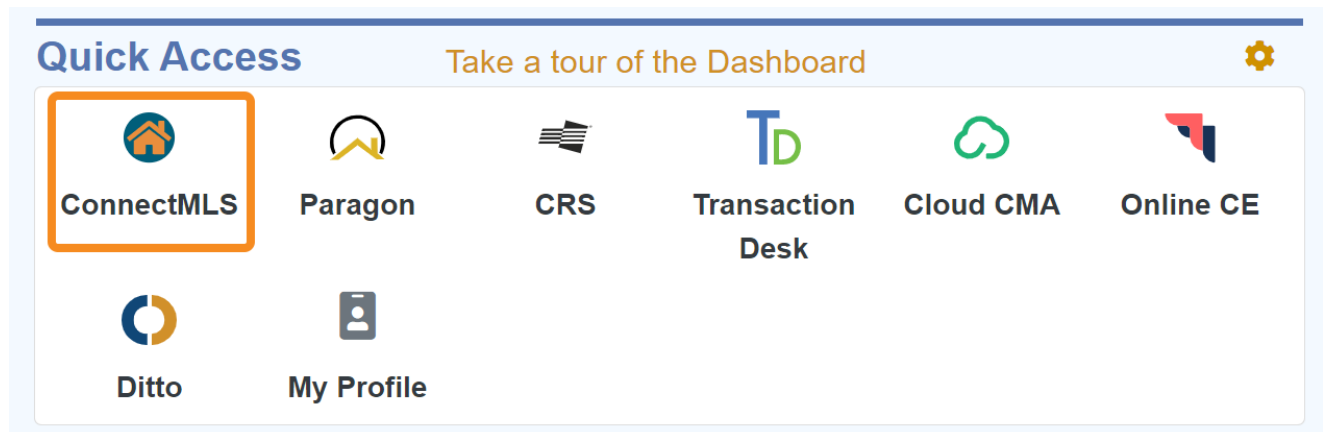 Quick Access
Take a tour of the Dashboard
ConnectMLS
Paragon
CRS
TD
Transaction
Desk
Cloud CMA
Online CE
Ditto
My Profile